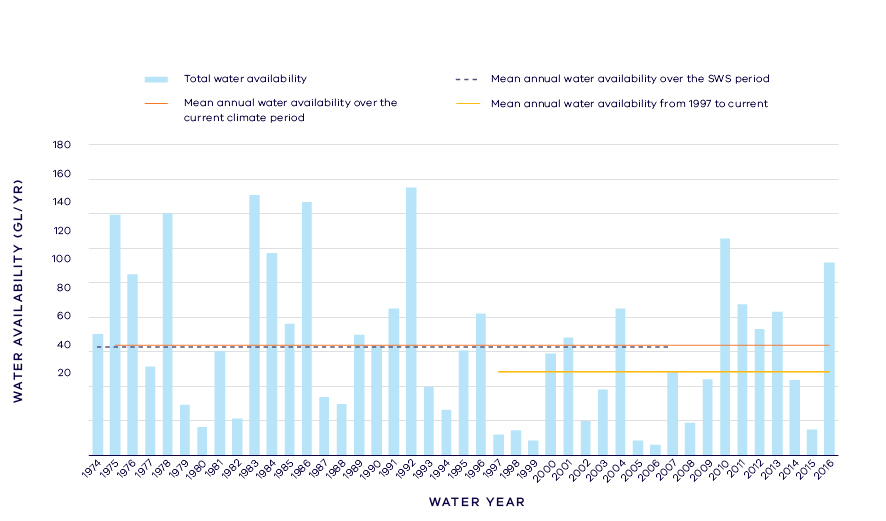 Total water availability
Mean annual water availability over the SWS period
Mean annual water availability over the
current climate period
Mean annual water availability from 1997 to current
WATER AVAILABILITY (GL/YR)
180
160
140
120
100
80
60
40
20
1974 1975 1976 1977 1978 1979 1980 1981 1982 1983 1984 1985 1986 1987 1988 1989 1990 1991 1992 1993 1994 1995 1996 1997 1998 1999 2000 2001 2002 2003 2004 2005 2006 2007 2008 2009 2010 2011 2012 2013 2014 2015 2016
WATER YEAR